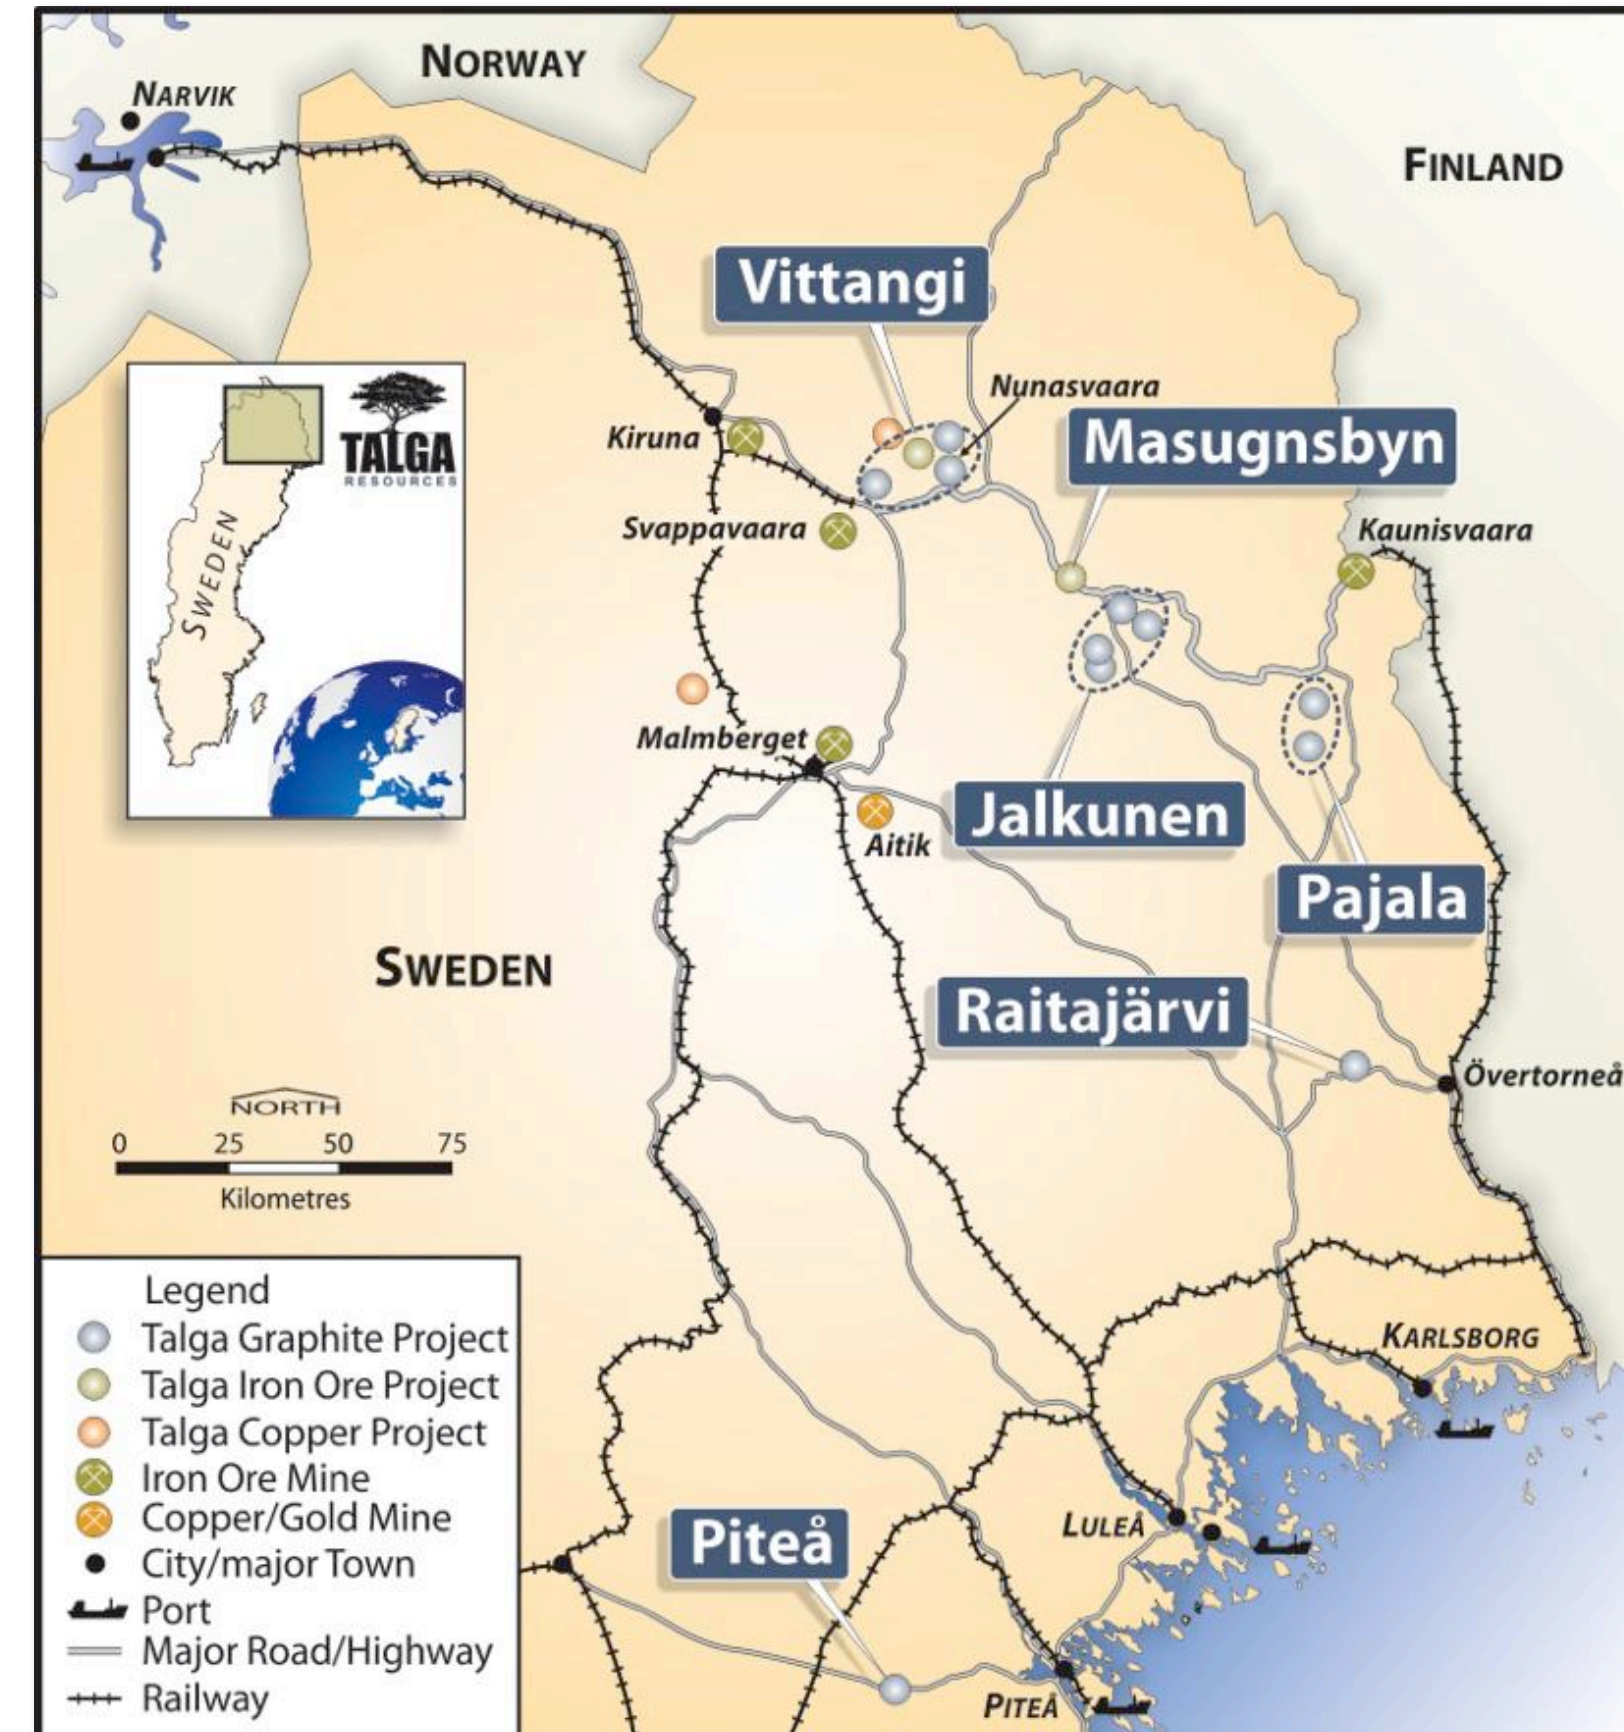 NORWAY
NARVIK
FINLAND
Vittangi
Nunasvaara
Masugnsbyn
Kiruna
TALGA
RESOURCES
SWEDEN
Svappavaara
Kaunisvaara
Malmberget
Jalkunen
Aitik
Pajala
SWEDEN
Raitajärvi
Övertorneå
NORTH
0 25 50 75
Kilometres
Legend
Talga Graphite Project
Talga Iron Ore Project
Talga Copper Project
Iron Ore Mine
Copper/Gold Mine
City/major Town
Port
Major Road/Highway
Railway
KARLSBORG
LULEÅ
Piteå
PITEÅ